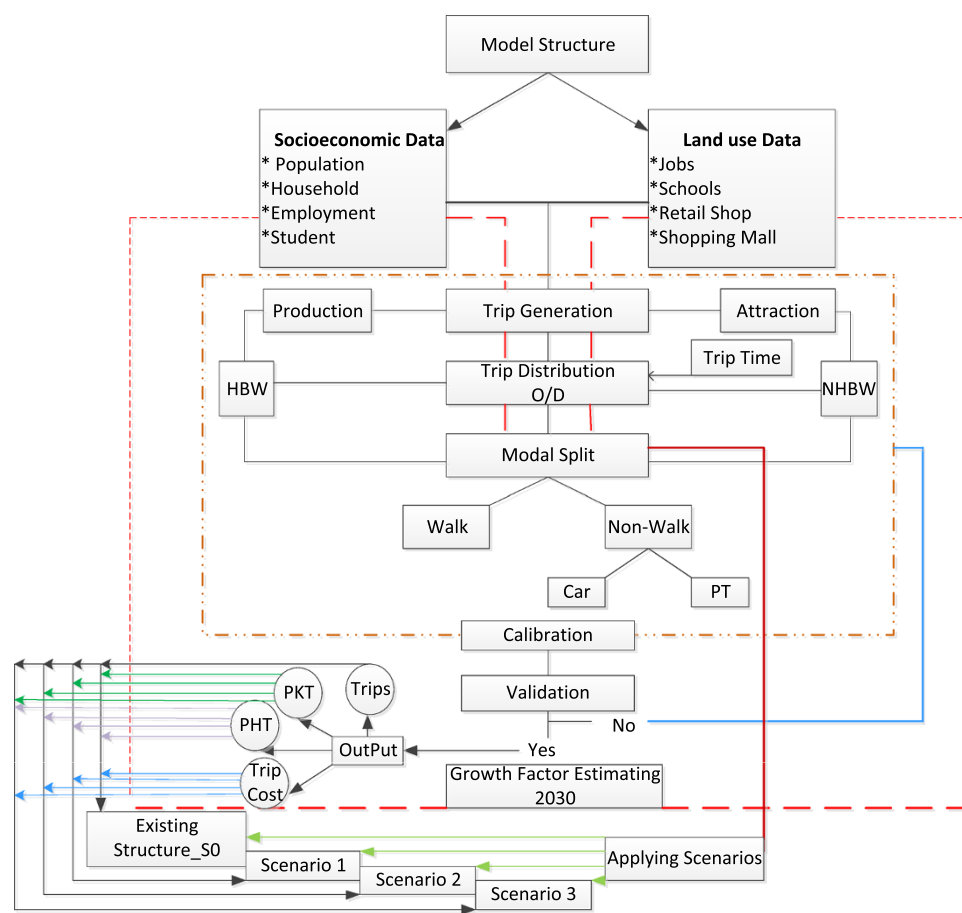 Model Structure
Socioeconomic Data
* Population
*Household
*Employment
*Student
Land use Data
*Jobs
*Schools
*Retail Shop
*Shopping Mall
Production
Trip Generation
Attraction
Trip Time
HBW
Trip Distribution
O/D
NHBW
Modal Split
Walk
Non-Walk
Car
PT
Calibration
Validation
No
Yes
PKT
Trips
PHT
OutPut
Trip
Cost
Growth Factor Estimating
2030
Existing
Structure_S0
Applying Scenarios
Scenario 1
Scenario 2
Scenario 3